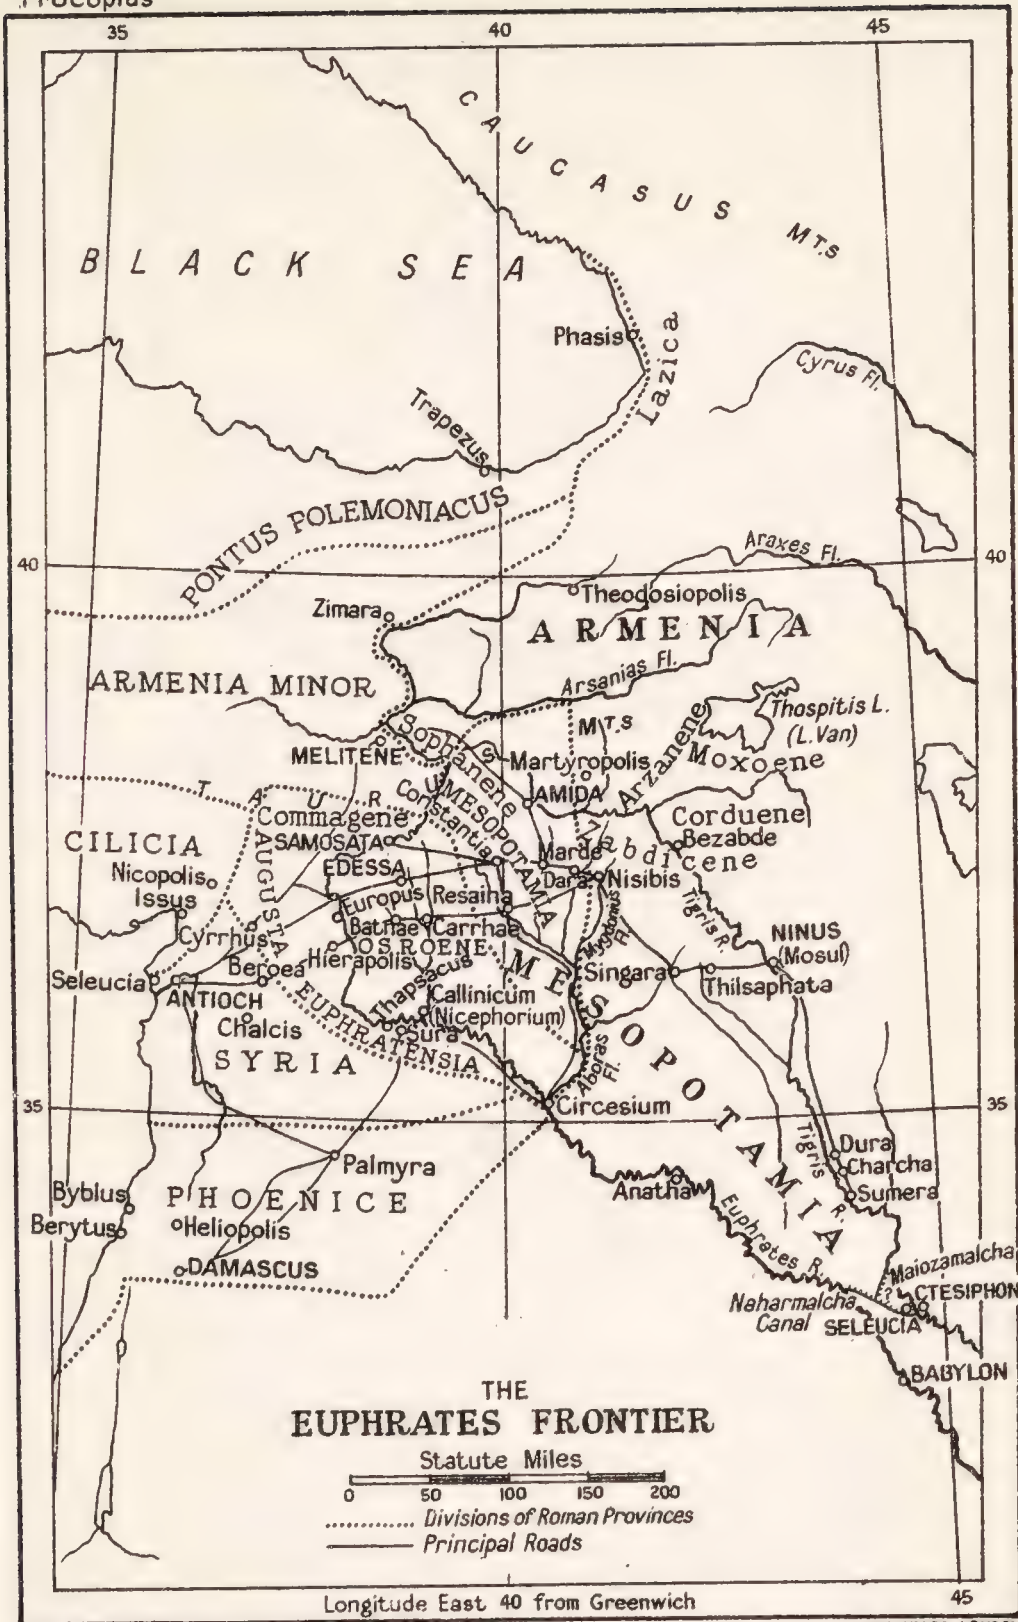 Procopius
35 40 45
CAUCASUS MTS
BLACK SEA
Phasis
Lazica
Cyrus Fl.
Trapezus
PONTUS POLEMONIACUS
Araxes Fl.
40 40
Zimara
Theodosiopolis
ARMENIA
ARMENIA MINOR
Arsanias Fl.
Thospitis L.
(L. Van)
Sophanene
MTS
Arzanene
Moxoene
MELITENE
Martyropolis
TAURUS
Constantia
MESOPOTAMIA
AMIDA
Commagene
Corduene
CILICIA
AUGUSTA
SAMOSATA
Zabdicene
Bezabde
Marde
Nicopolis
EDESSA
Dara
Nisibis
Issus
Europus
Resaina
Tigris R.
Cyrrhus
Batnae
Carrhae
Mygdonius R.
NINUS
(Mosul)
OSROENE
Hierapolis
Beroea
Singara
Thilsaphata
Seleucia
ANTIOCH
EUPHRATENSIA
Thapsacus
Callinicum
(Nicephorium)
MESOPOTAMIA
Chalcis
Sura
SYRIA
Aboras Fl.
35 35
Circesium
Tigris R.
Dura
Palmyra
Charcha
Byblus
PHOENICE
Anatha
Sumera
Berytus
Heliopolis
Euphrates R.
DAMASCUS
Maiozamalcha
?
CTESIPHON
Naharmalcha
Canal
SELEUCIA
BABYLON
THE
EUPHRATES FRONTIER
Statute Miles
0 50 100 150 200
Divisions of Roman Provinces
Principal Roads
Longitude East 40 from Greenwich
45